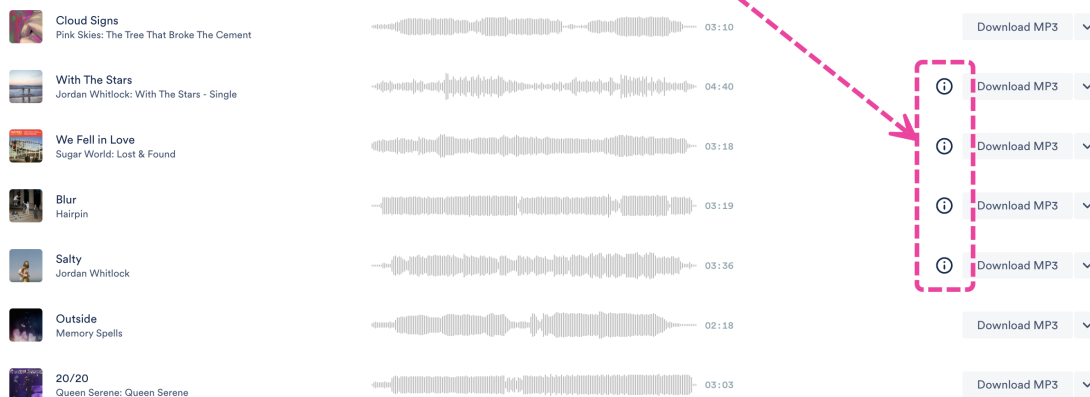 Cloud Signs
Pink Skies: The Tree That Broke The Cement
03:10
Download MP3
With The Stars
Jordan Whitlock: With The Stars - Single
04:40
Download MP3
We Fell in Love
Sugar World: Lost & Found
03:18
Download MP3
Blur
Hairpin
03:19
Download MP3
Salty
Jordan Whitlock
03:36
Download MP3
Outside
Memory Spells
02:18
Download MP3
20/20
Queen Serene: Queen Serene
03:03
Download MP3